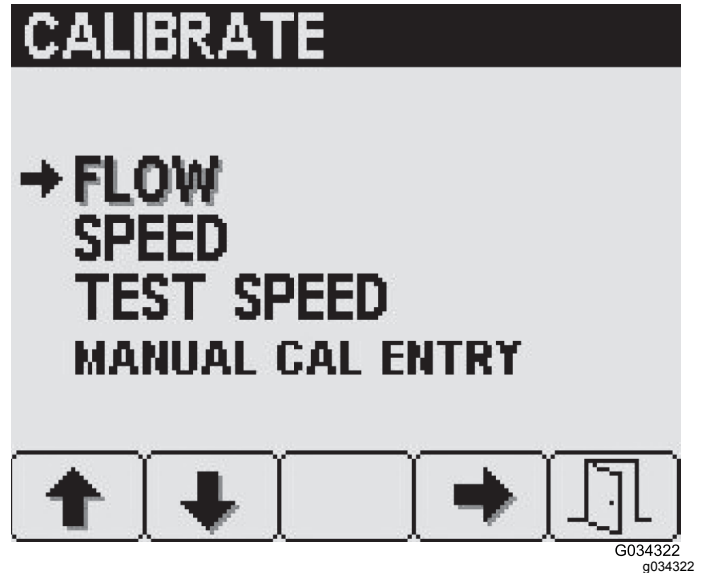 CALIBRATE
FLOW
SPEED
TEST SPEED
MANUAL CAL ENTRY
G034322
g034322